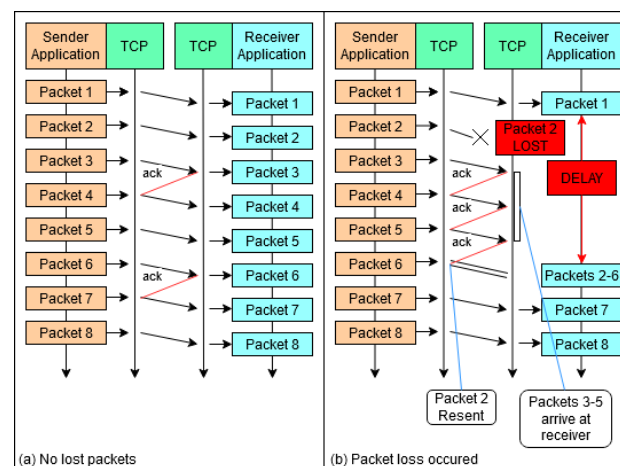 Sender
Application
TCP
TCP
Receiver
Application
Packet 1
Packet 2
Packet 3
Packet 4
Packet 5
Packet 6
Packet 7
Packet 8
ack
ack
Packet 1
Packet 2
Packet 3
Packet 4
Packet 5
Packet 6
Packet 7
Packet 8
(a) No lost packets
Sender
Application
TCP
TCP
Receiver
Application
Packet 1
Packet 2
Packet 3
Packet 4
Packet 5
Packet 6
Packet 7
Packet 8
ack
ack
ack
Packet 2
LOST
Packet 1
DELAY
Packets 2-6
Packet 7
Packet 8
Packet 2
Resent
Packets 3-5
arrive at
receiver
(b) Packet loss occured